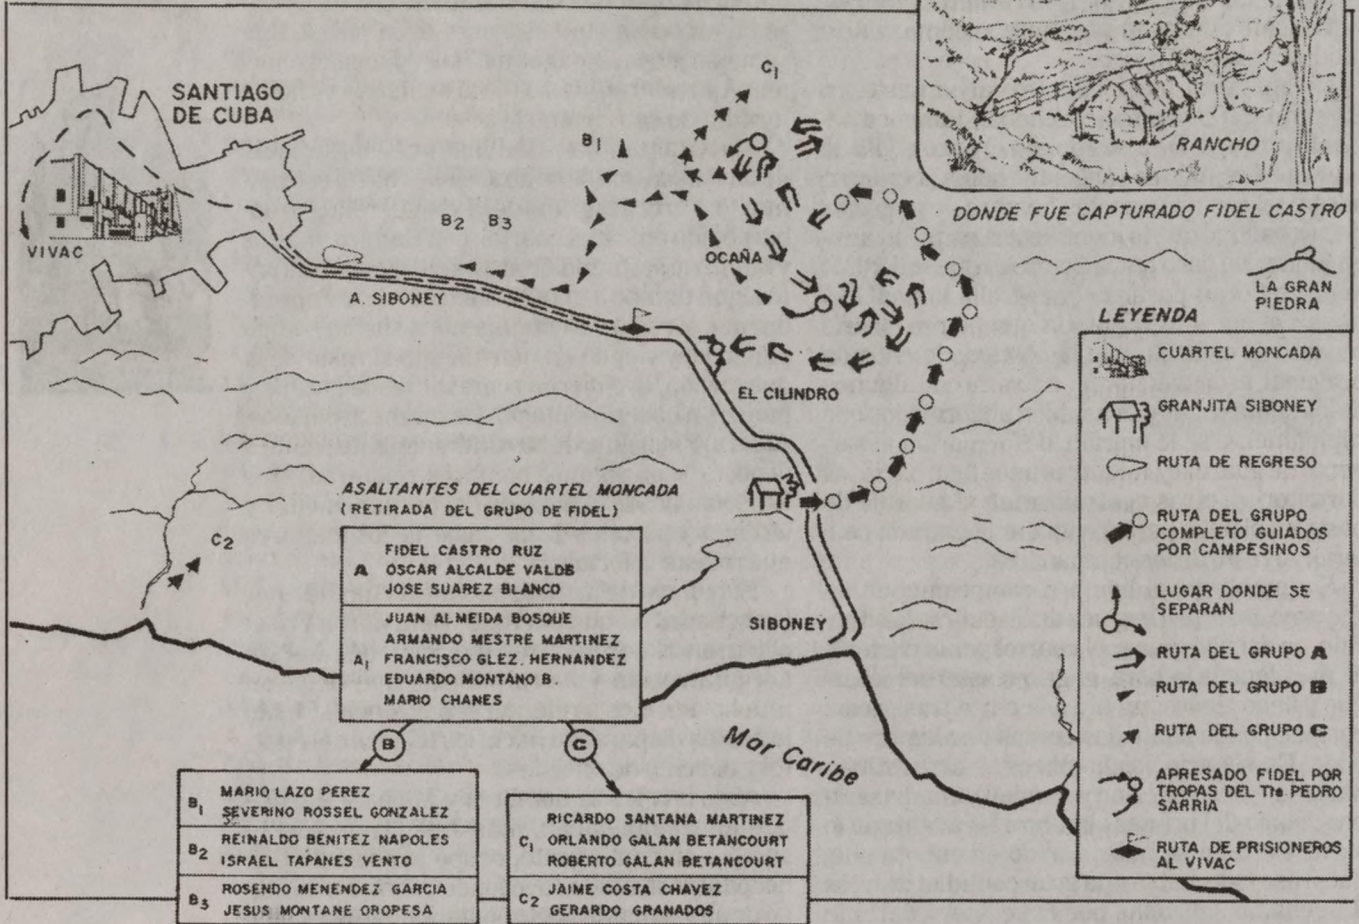 RANCHO
DONDE FUE CAPTURADO FIDEL CASTRO
SANTIAGO
DE CUBA
VIVAC
C1
B1
B2 B3
OCAÑA
A. SIBONEY
EL CILINDRO
SIBONEY
C2
Mar Caribe
LA GRAN
PIEDRA
LEYENDA
CUARTEL MONCADA
GRANJITA SIBONEY
RUTA DE REGRESO
RUTA DEL GRUPO
COMPLETO GUIADOS
POR CAMPESINOS
LUGAR DONDE SE
SEPARAN
RUTA DEL GRUPO A
RUTA DEL GRUPO B
RUTA DEL GRUPO C
APRESADO FIDEL POR
TROPAS DEL Tte PEDRO
SARRIA
RUTA DE PRISIONEROS
AL VIVAC
ASALTANTES DEL CUARTEL MONCADA
(RETIRADA DEL GRUPO DE FIDEL)
FIDEL CASTRO RUZ
A OSCAR ALCALDE VALDS
JOSE SUAREZ BLANCO
JUAN ALMEIDA BOSQUE
ARMANDO MESTRE MARTINEZ
A1 FRANCISCO GLEZ. HERNANDEZ
EDUARDO MONTANO B.
MARIO CHANES
B
C
B1 MARIO LAZO PEREZ
SEVERINO ROSSEL GONZALEZ
B2 REINALDO BENITEZ NAPOLES
ISRAEL TAPANES VENTO
B3 ROSENDO MENENDEZ GARCIA
JESUS MONTANE OROPESA
RICARDO SANTANA MARTINEZ
C1 ORLANDO GALAN BETANCOURT
ROBERTO GALAN BETANCOURT
C2 JAIME COSTA CHAVEZ
GERARDO GRANADOS